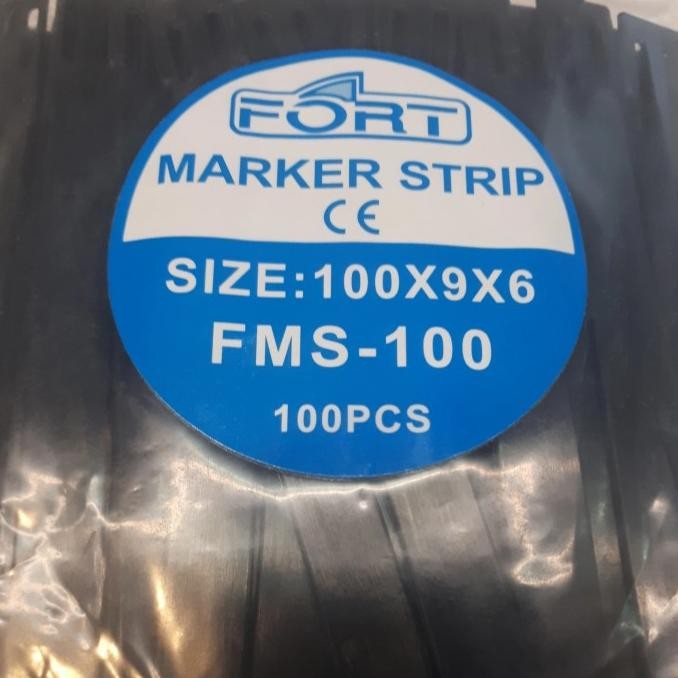 FORT
MARKER STRIP
CE
SIZE:100X9X6
FMS-100
100PCS